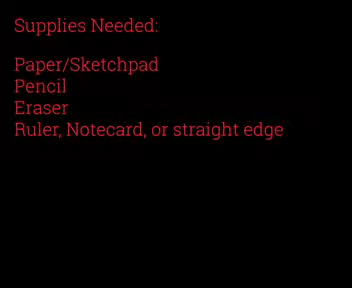 Supplies Needed:
Paper/Sketchpad
Pencil
Eraser
Ruler, Notecard, or straight edge